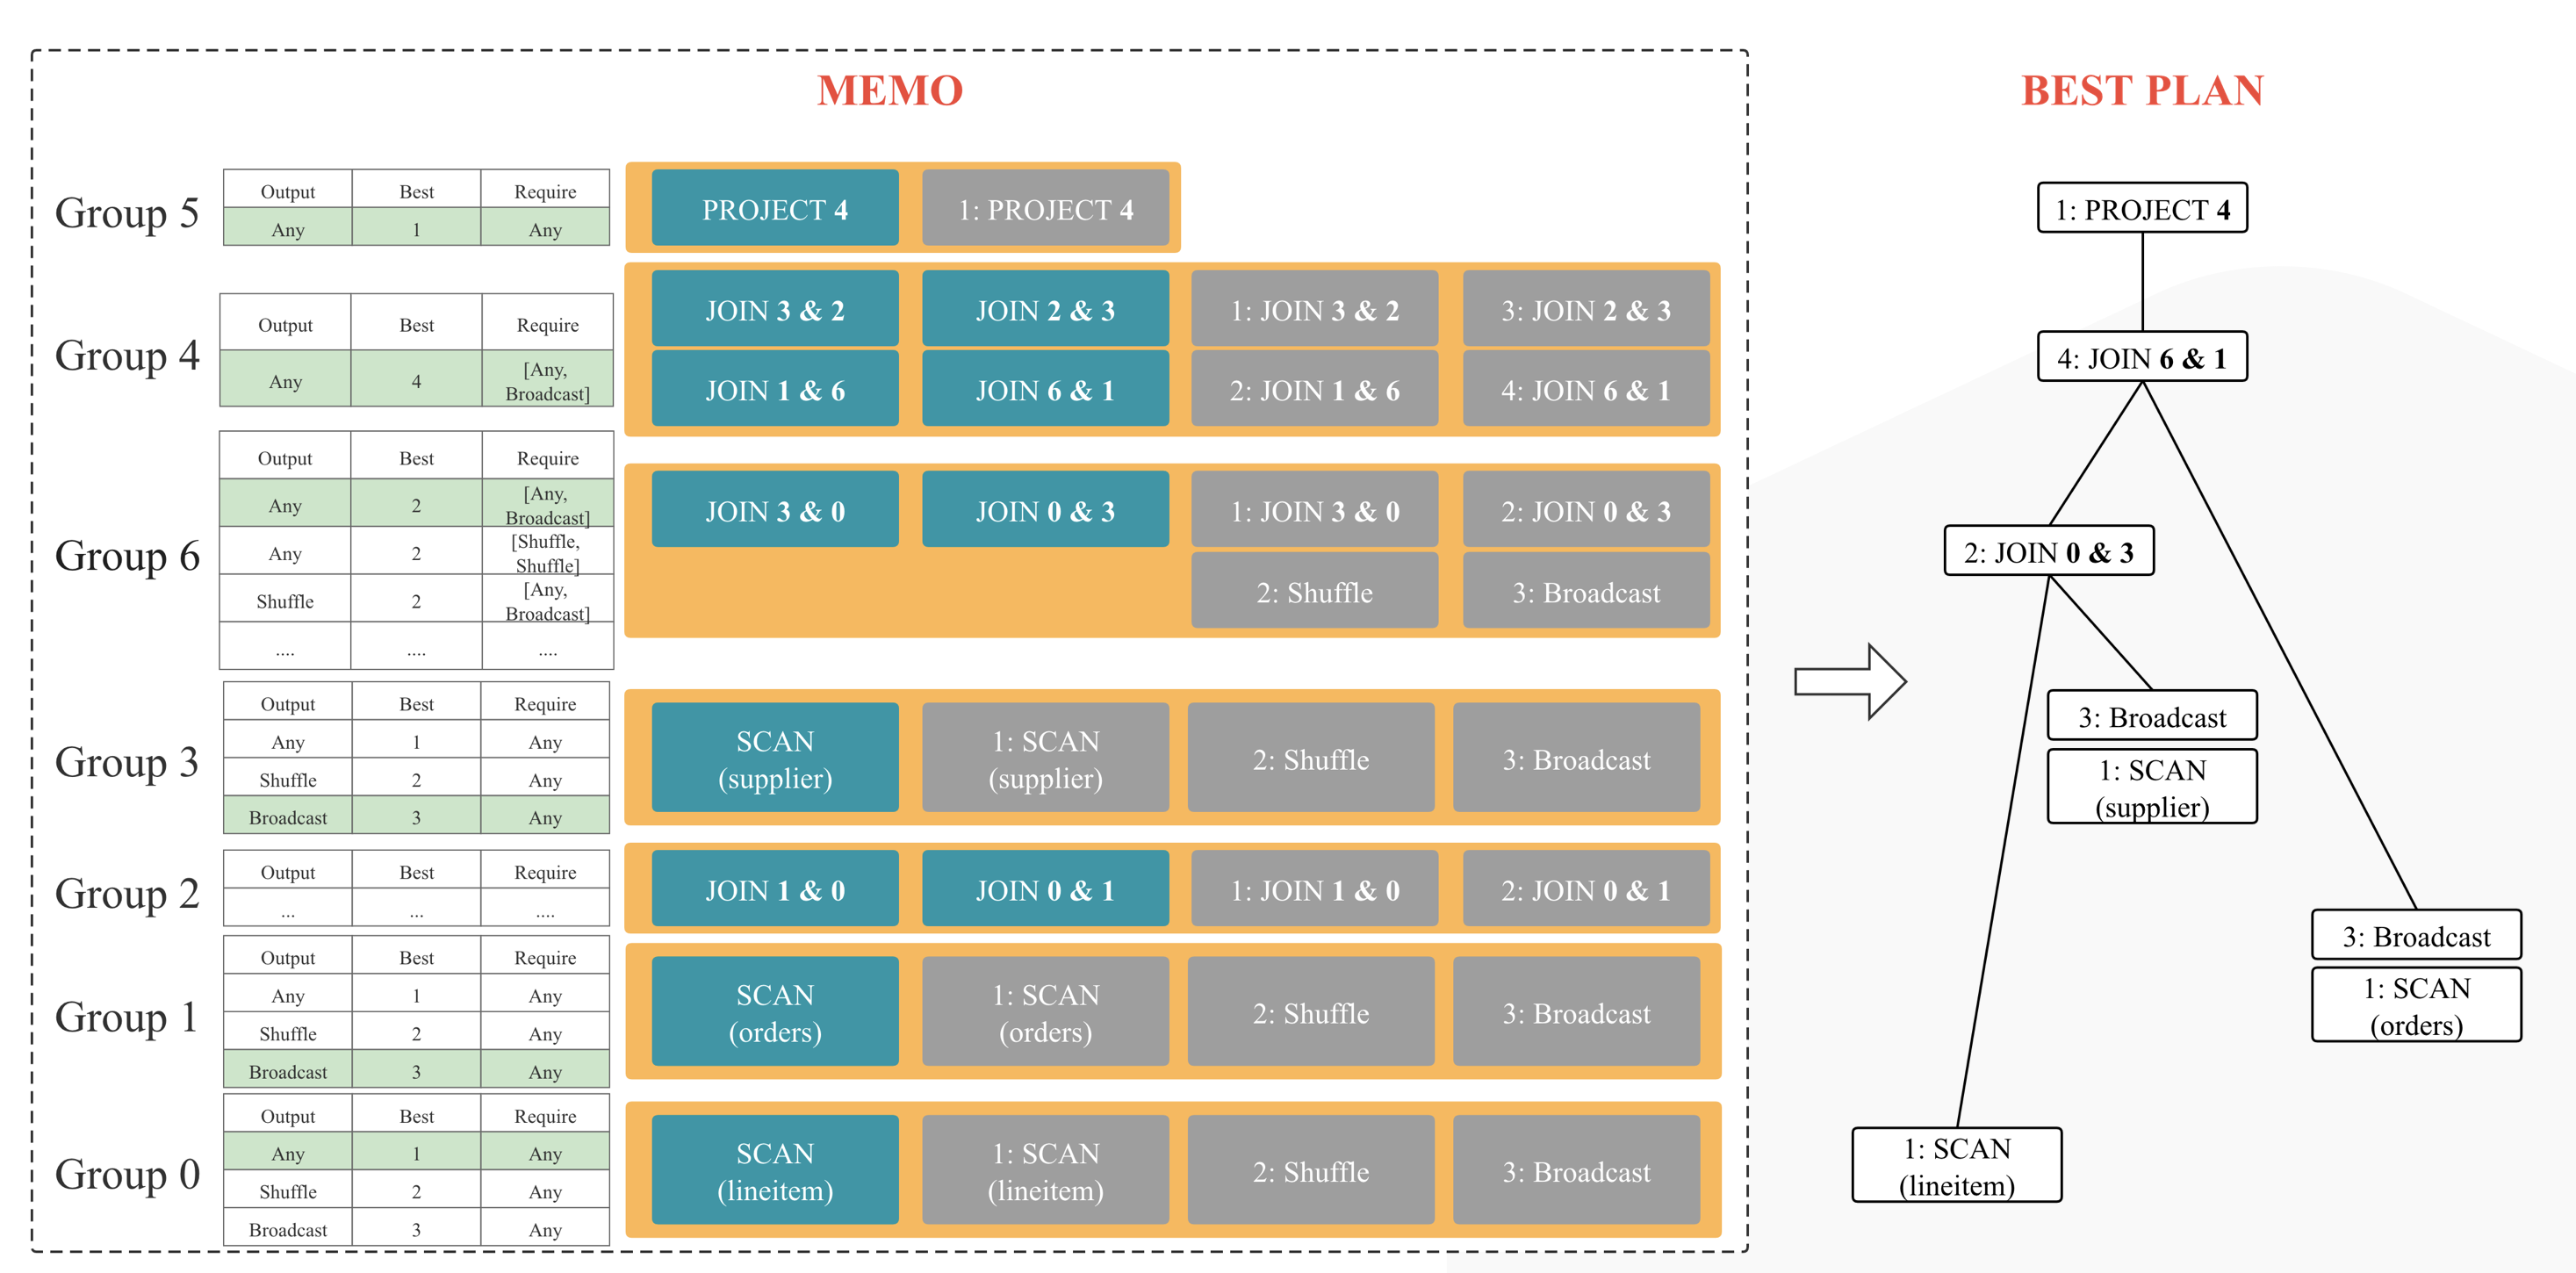 MEMO
BEST PLAN
Group 5
Output Best Require
Any 1 Any
PROJECT 4
1: PROJECT 4
Group 4
Output Best Require
Any 4 [Any,
Broadcast]
JOIN 3 & 2
JOIN 2 & 3
1: JOIN 3 & 2
3: JOIN 2 & 3
JOIN 1 & 6
JOIN 6 & 1
2: JOIN 1 & 6
4: JOIN 6 & 1
Group 6
Output Best Require
Any 2 [Any,
Broadcast]
Any 2 [Shuffle,
Shuffle]
Shuffle 2 [Any,
Broadcast]
.... .... ....
JOIN 3 & 0
JOIN 0 & 3
1: JOIN 3 & 0
2: JOIN 0 & 3
2: Shuffle
3: Broadcast
Group 3
Output Best Require
Any 1 Any
Shuffle 2 Any
Broadcast 3 Any
SCAN
(supplier)
1: SCAN
(supplier)
2: Shuffle
3: Broadcast
Group 2
Output Best Require
... ... ....
JOIN 1 & 0
JOIN 0 & 1
1: JOIN 1 & 0
2: JOIN 0 & 1
Group 1
Output Best Require
Any 1 Any
Shuffle 2 Any
Broadcast 3 Any
SCAN
(orders)
1: SCAN
(orders)
2: Shuffle
3: Broadcast
Group 0
Output Best Require
Any 1 Any
Shuffle 2 Any
Broadcast 3 Any
SCAN
(lineitem)
1: SCAN
(lineitem)
2: Shuffle
3: Broadcast
1: PROJECT 4
4: JOIN 6 & 1
2: JOIN 0 & 3
3: Broadcast
1: SCAN
(supplier)
3: Broadcast
1: SCAN
(orders)
1: SCAN
(lineitem)